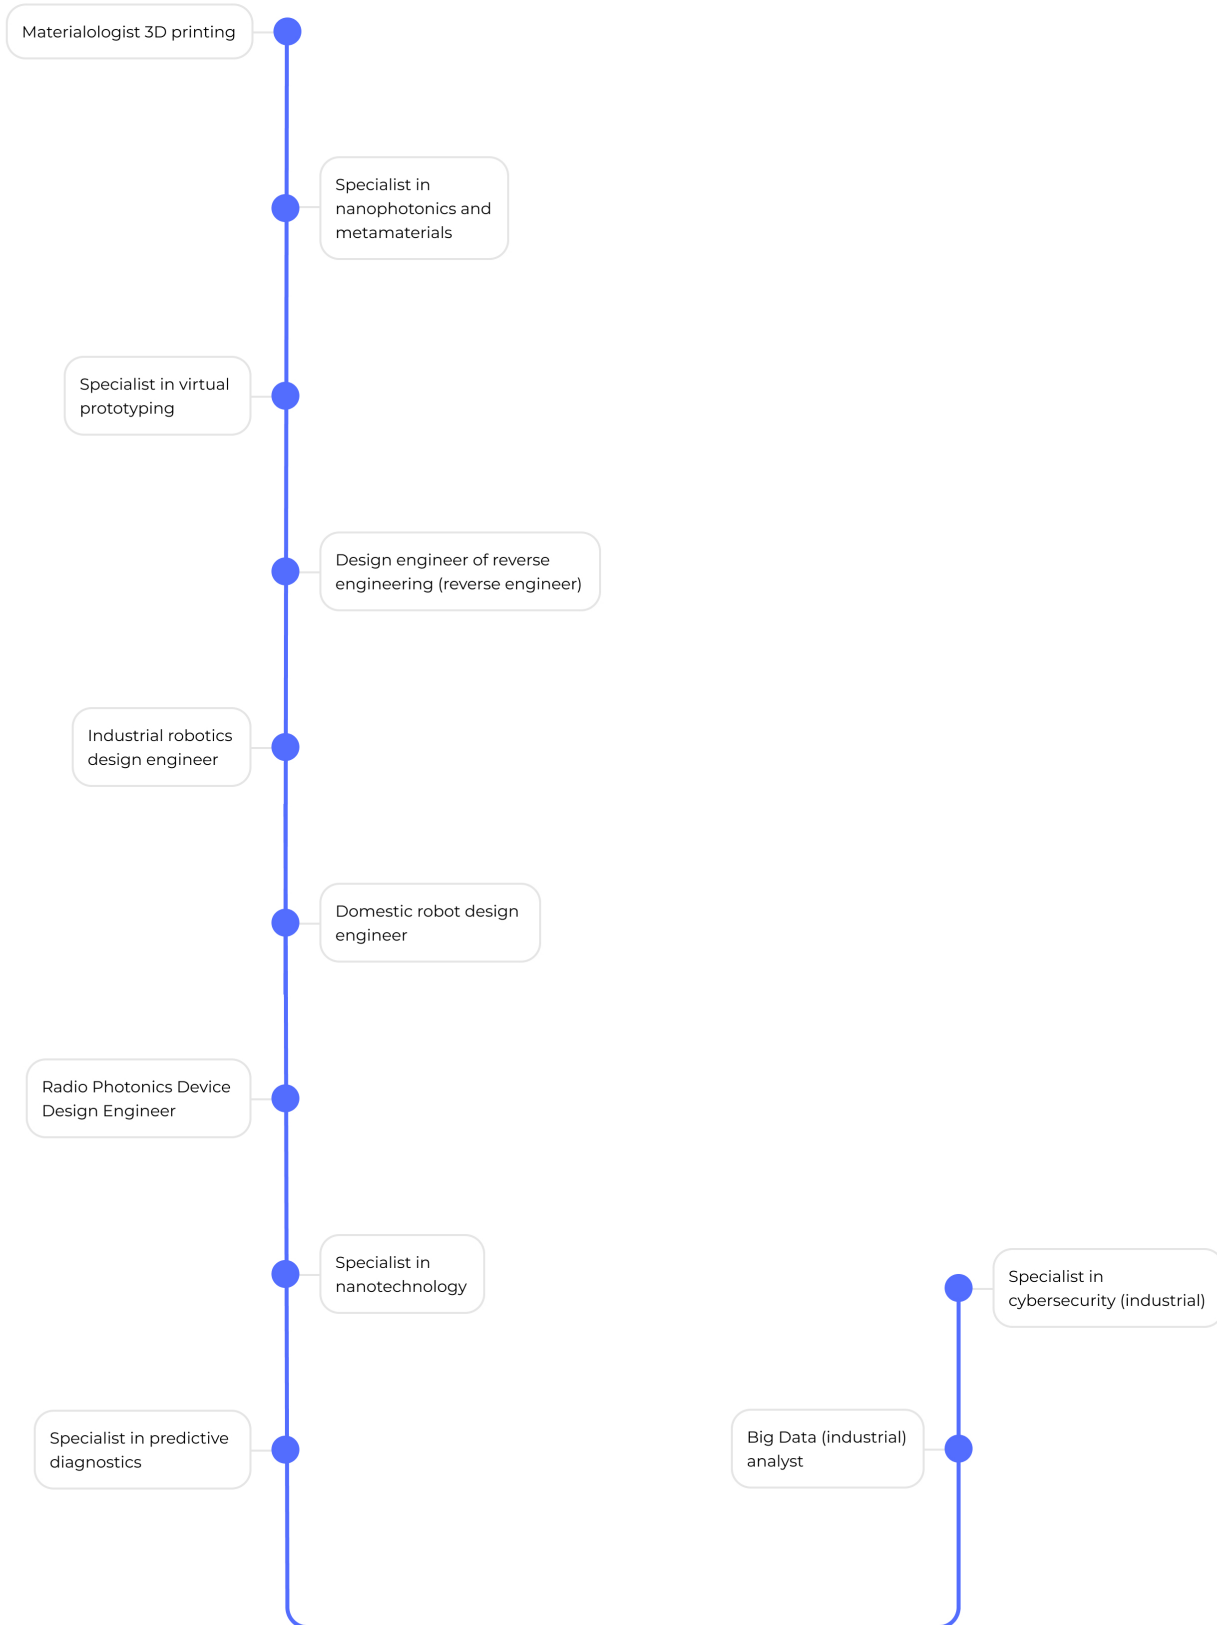 Materialologist 3D printing
Specialist in
nanophotonics and
metamaterials
Specialist in virtual
prototyping
Design engineer of reverse
engineering (reverse engineer)
Industrial robotics
design engineer
Domestic robot design
engineer
Radio Photonics Device
Design Engineer
Specialist in
nanotechnology
Specialist in
cybersecurity (industrial)
Specialist in predictive
diagnostics
Big Data (industrial)
analyst